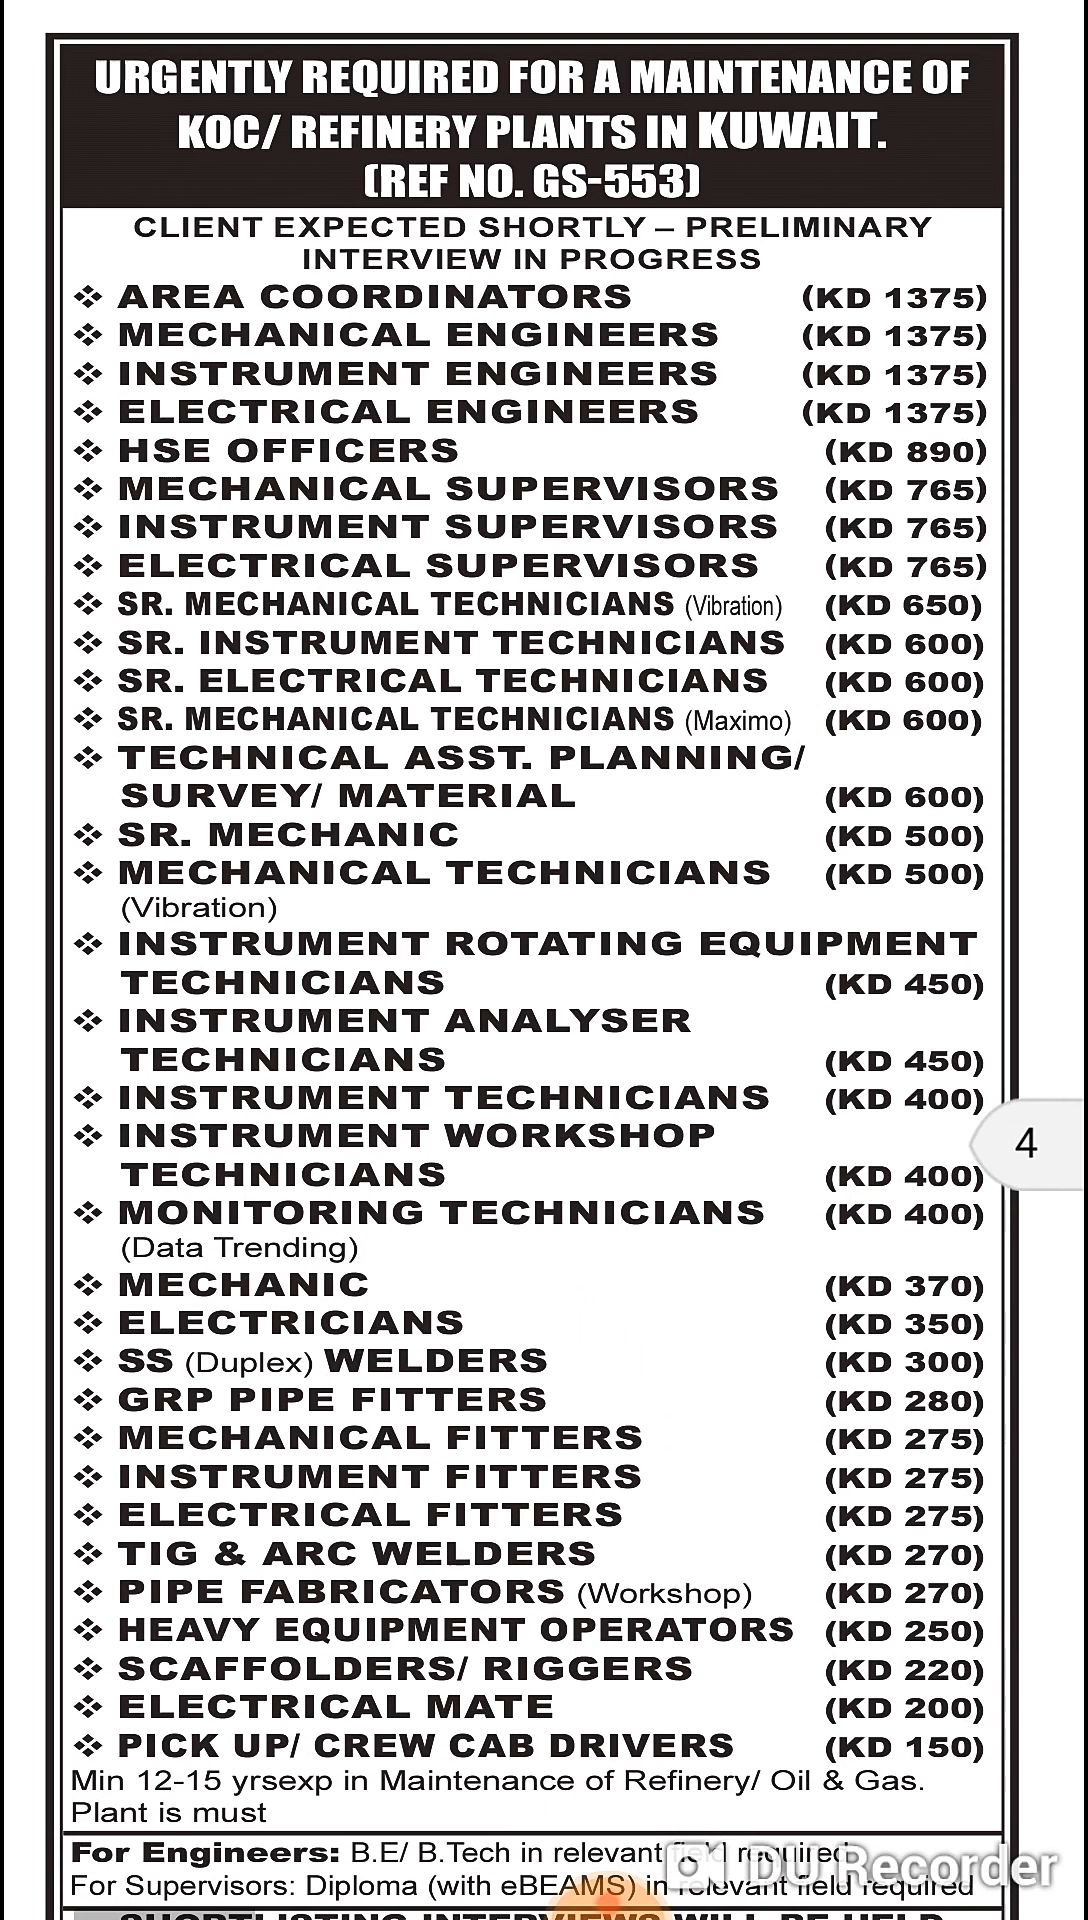 URGENTLY REQUIRED FOR A MAINTENANCE OF
KOC/ REFINERY PLANTS IN KUWAIT.
(REF NO. GS-553)
CLIENT EXPECTED SHORTLY – PRELIMINARY
INTERVIEW IN PROGRESS
❖ AREA COORDINATORS (KD 1375)
❖ MECHANICAL ENGINEERS (KD 1375)
❖ INSTRUMENT ENGINEERS (KD 1375)
❖ ELECTRICAL ENGINEERS (KD 1375)
❖ HSE OFFICERS (KD 890)
❖ MECHANICAL SUPERVISORS (KD 765)
❖ INSTRUMENT SUPERVISORS (KD 765)
❖ ELECTRICAL SUPERVISORS (KD 765)
❖ SR. MECHANICAL TECHNICIANS (Vibration) (KD 650)
❖ SR. INSTRUMENT TECHNICIANS (KD 600)
❖ SR. ELECTRICAL TECHNICIANS (KD 600)
❖ SR. MECHANICAL TECHNICIANS (Maximo) (KD 600)
❖ TECHNICAL ASST. PLANNING/
SURVEY/ MATERIAL (KD 600)
❖ SR. MECHANIC (KD 500)
❖ MECHANICAL TECHNICIANS (KD 500)
(Vibration)
❖ INSTRUMENT ROTATING EQUIPMENT
TECHNICIANS (KD 450)
❖ INSTRUMENT ANALYSER
TECHNICIANS (KD 450)
❖ INSTRUMENT TECHNICIANS (KD 400)
❖ INSTRUMENT WORKSHOP
TECHNICIANS (KD 400)
4
❖ MONITORING TECHNICIANS (KD 400)
(Data Trending)
❖ MECHANIC (KD 370)
❖ ELECTRICIANS (KD 350)
❖ SS (Duplex) WELDERS (KD 300)
❖ GRP PIPE FITTERS (KD 280)
❖ MECHANICAL FITTERS (KD 275)
❖ INSTRUMENT FITTERS (KD 275)
❖ ELECTRICAL FITTERS (KD 275)
❖ TIG & ARC WELDERS (KD 270)
❖ PIPE FABRICATORS (Workshop) (KD 270)
❖ HEAVY EQUIPMENT OPERATORS (KD 250)
❖ SCAFFOLDERS/ RIGGERS (KD 220)
❖ ELECTRICAL MATE (KD 200)
❖ PICK UP/ CREW CAB DRIVERS (KD 150)
Min 12-15 yrsexp in Maintenance of Refinery/ Oil & Gas.
Plant is must
For Engineers: B.E/ B.Tech in relevant field required
DU Recorder
For Supervisors: Diploma (with eBEAMS) in relevant field required
SHORTLISTING INTERVIEWS WILL BE HELD